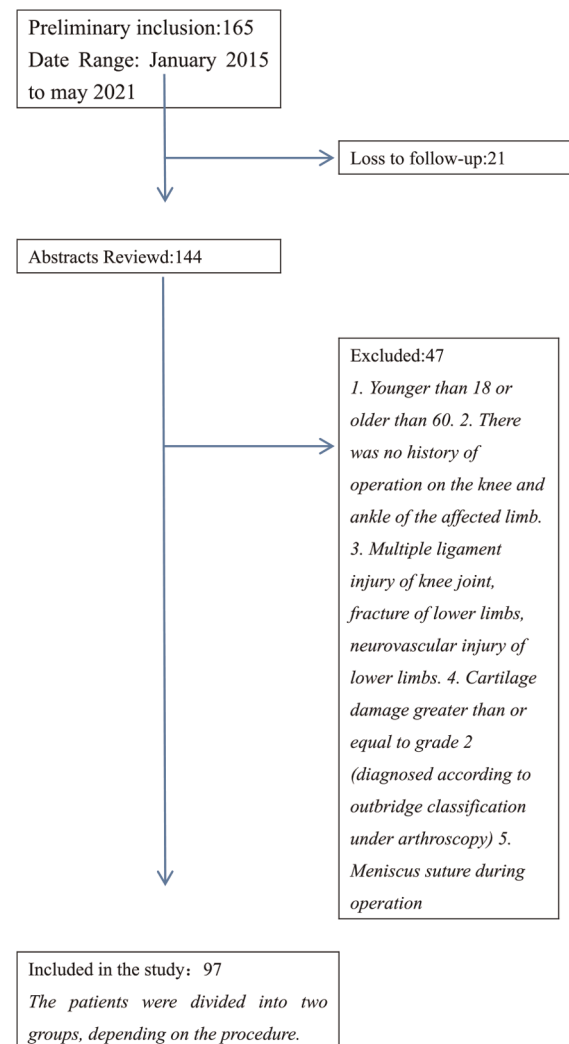 Preliminary inclusion:165
Date Range: January 2015
to may 2021
Loss to follow-up:21
Abstracts Reviewd:144
Excluded:47
1. Younger than 18 or
older than 60. 2. There
was no history of
operation on the knee and
ankle of the affected limb.
3. Multiple ligament
injury of knee joint,
fracture of lower limbs,
neurovascular injury of
lower limbs. 4. Cartilage
damage greater than or
equal to grade 2
(diagnosed according to
outbridge classification
under arthroscopy) 5.
Meniscus suture during
operation
Included in the study：97
The patients were divided into two
groups, depending on the procedure.